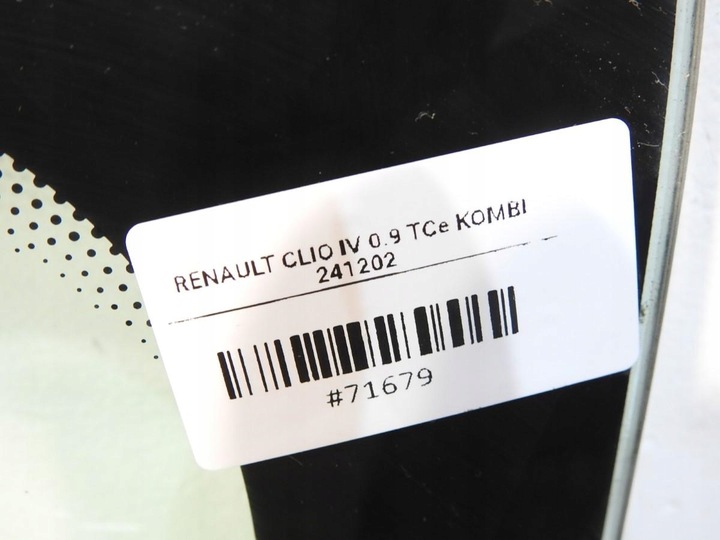 RENAULT CLIO IV 0.9 TCe KOMBI
241202
#71679